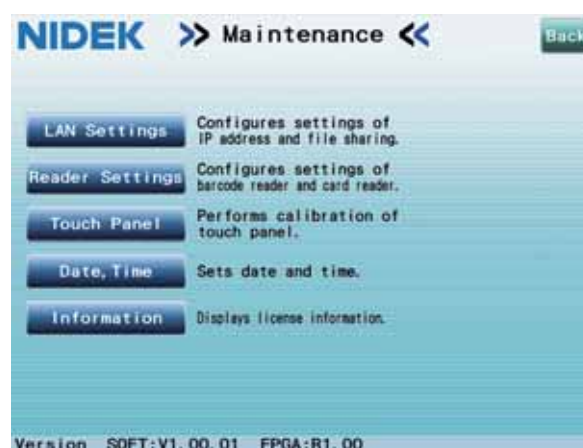 NIDEK >> Maintenance << Back
LAN Settings Configures settings of
IP address and file sharing.
Reader Settings Configures settings of
barcode reader and card reader.
Touch Panel Performs calibration of
touch panel.
Date, Time Sets date and time.
Information Displays license information.
Version SOFT:V1.00.01 FPGA:R1.00